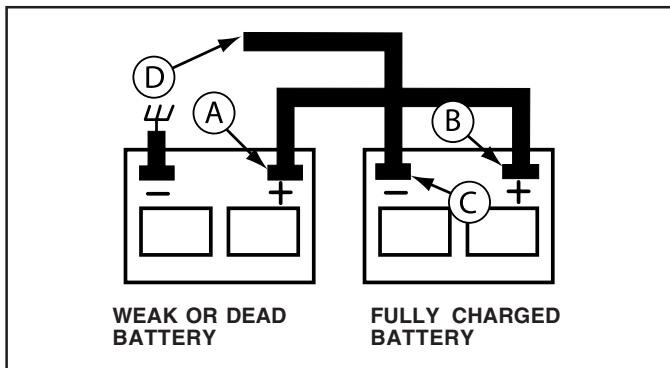 D
A
B
C
− + − +
WEAK OR DEAD
BATTERY
FULLY CHARGED
BATTERY